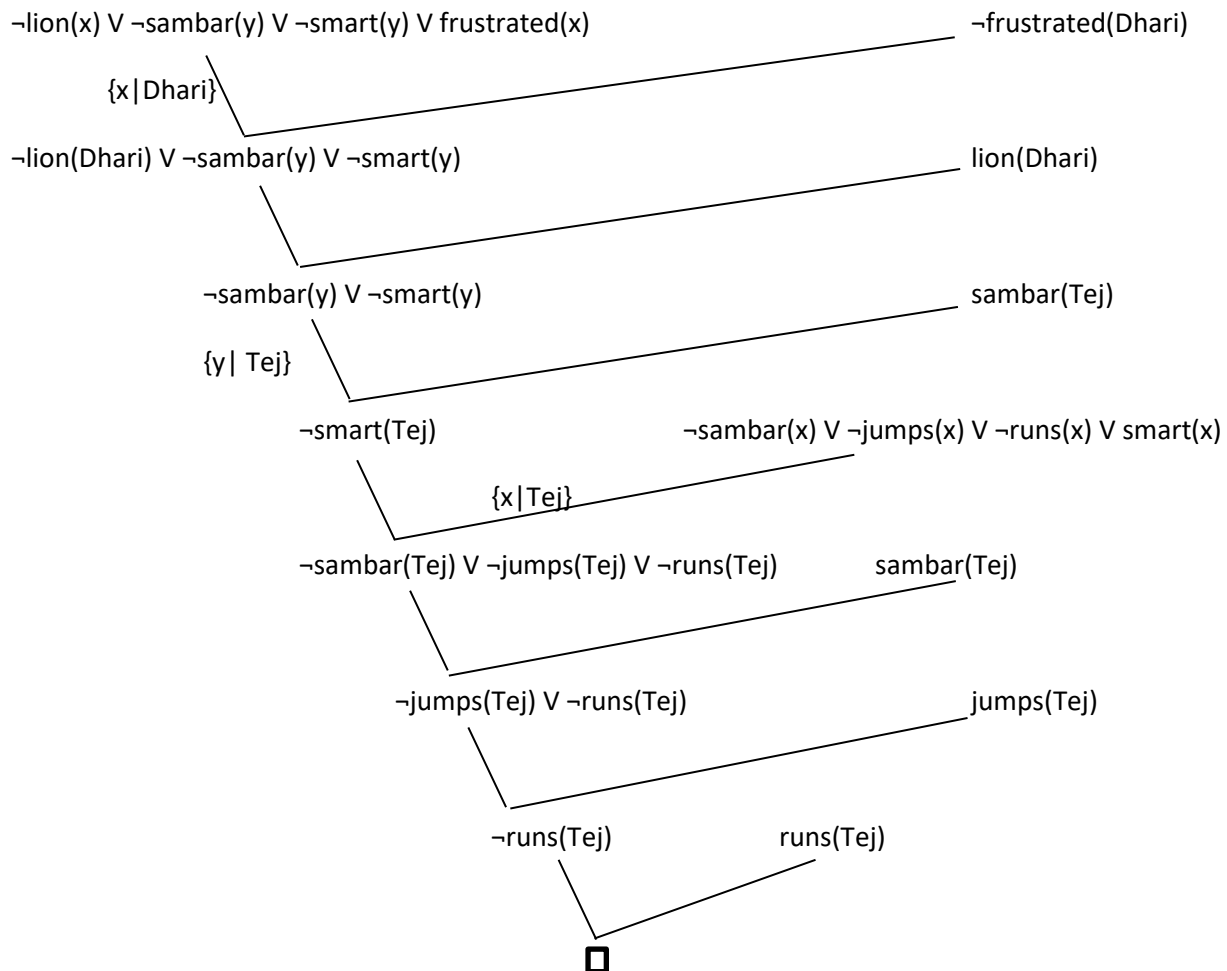 ¬lion(x) V ¬sambar(y) V ¬smart(y) V frustrated(x) ¬frustrated(Dhari)
{x|Dhari}
¬lion(Dhari) V ¬sambar(y) V ¬smart(y) lion(Dhari)
¬sambar(y) V ¬smart(y) sambar(Tej)
{y| Tej}
¬smart(Tej) ¬sambar(x) V ¬jumps(x) V ¬runs(x) V smart(x)
{x|Tej}
¬sambar(Tej) V ¬jumps(Tej) V ¬runs(Tej) sambar(Tej)
¬jumps(Tej) V ¬runs(Tej) jumps(Tej)
¬runs(Tej) runs(Tej)